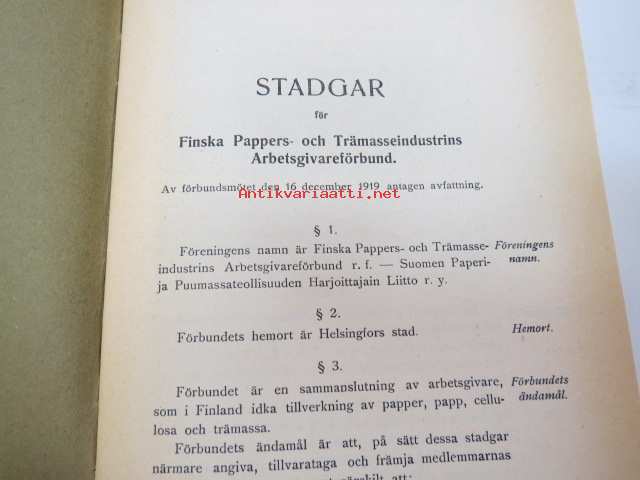 STADGAR
för
Finska Pappers- och Trämasseindustrins
Arbetsgivareförbund.
Av förbundsmötet den 16 december 1919 antagen avfattning.
Antikvariaatti.net
§ 1.
Föreningens namn är Finska Pappers- och Trämasse- Föreningens
industrins Arbetsgivareförbund r. f. — Suomen Paperi- namn.
ja Puumassateollisuuden Harjoittajain Liitto r. y.
§ 2.
Förbundets hemort är Helsingfors stad. Hemort.
§ 3.
Förbundet är en sammanslutning av arbetsgivare, Förbundets
som i Finland idka tillverkning av papper, papp, cellu- ändamål.
losa och trämassa.
Förbundets ändamål är att, på sätt dessa stadgar
närmare angiva, tillvarataga och främja medlemmarnas
särskilt att: